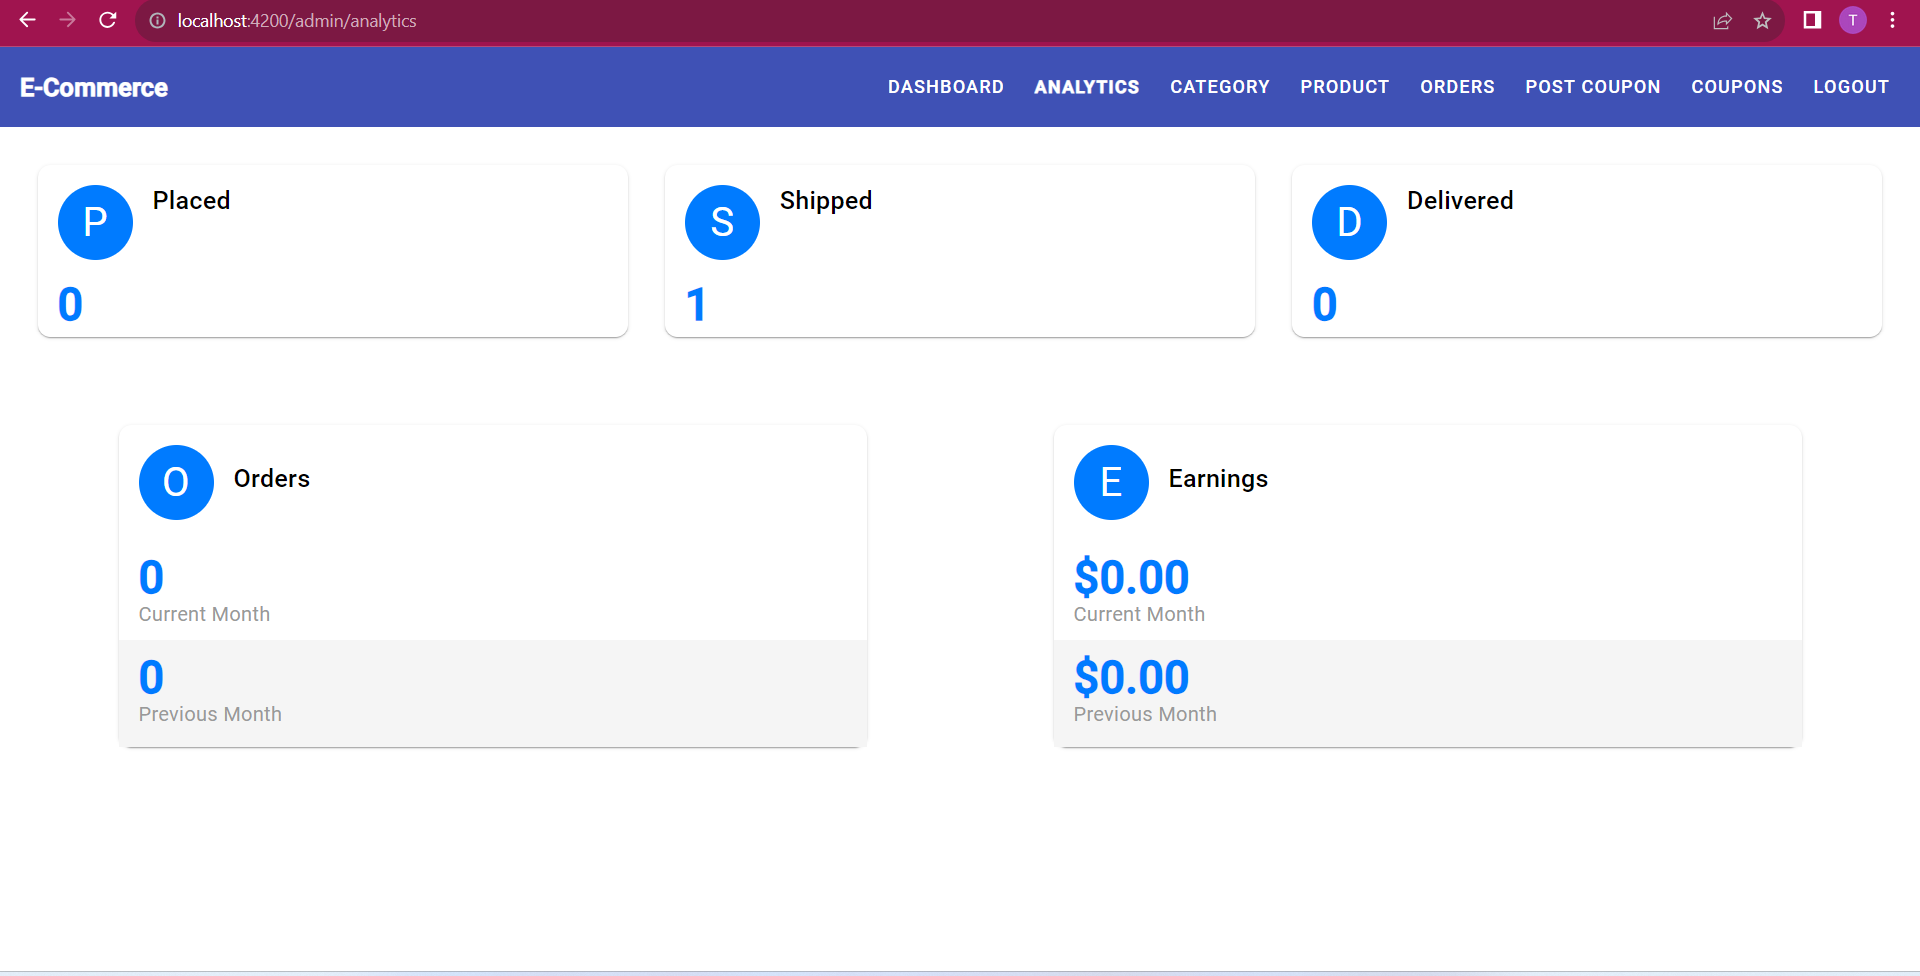 localhost:4200/admin/analytics
T
E-Commerce
DASHBOARD ANALYTICS CATEGORY PRODUCT ORDERS POST COUPON COUPONS LOGOUT
P Placed
0
S Shipped
1
D Delivered
0
O Orders
0
Current Month
0
Previous Month
E Earnings
$0.00
Current Month
$0.00
Previous Month